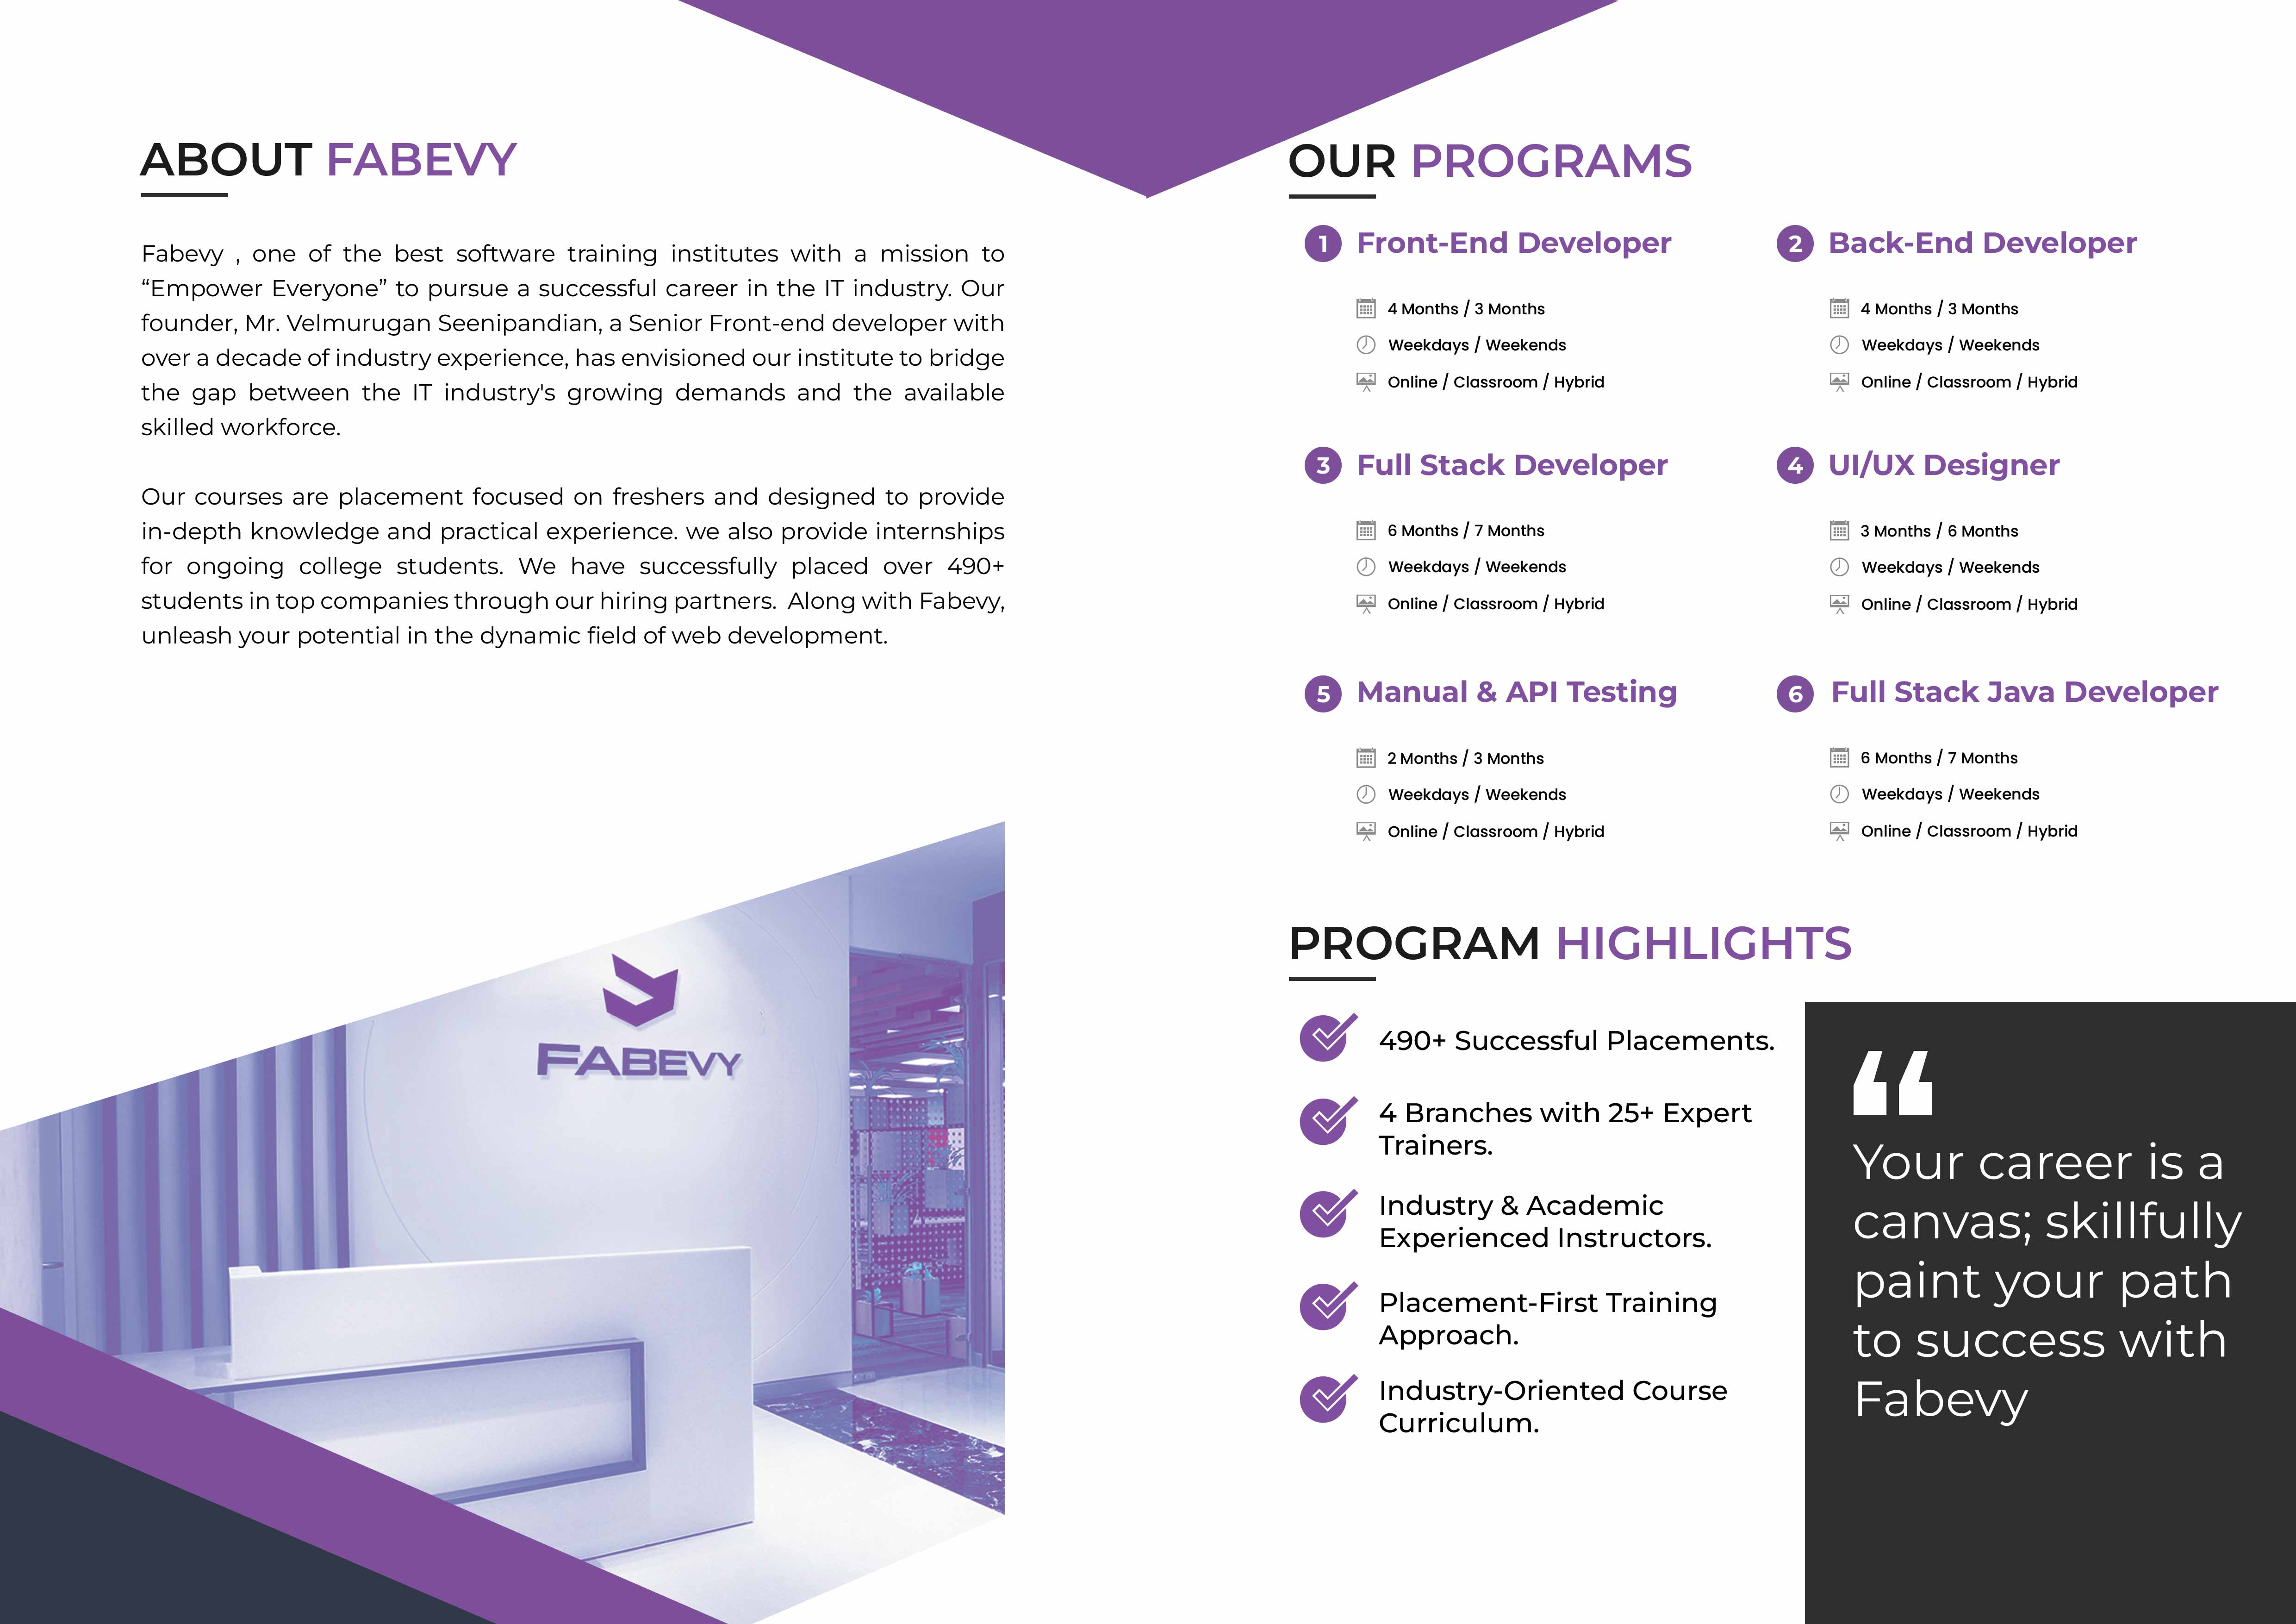 ABOUT FABEVY
Fabevy , one of the best software training institutes with a mission to
“Empower Everyone” to pursue a successful career in the IT industry. Our
founder, Mr. Velmurugan Seenipandian, a Senior Front-end developer with
over a decade of industry experience, has envisioned our institute to bridge
the gap between the IT industry's growing demands and the available
skilled workforce.
Our courses are placement focused on freshers and designed to provide
in-depth knowledge and practical experience. we also provide internships
for ongoing college students. We have successfully placed over 490+
students in top companies through our hiring partners. Along with Fabevy,
unleash your potential in the dynamic field of web development.
FABEVY
OUR PROGRAMS
1 Front-End Developer
4 Months / 3 Months
Weekdays / Weekends
Online / Classroom / Hybrid
2 Back-End Developer
4 Months / 3 Months
Weekdays / Weekends
Online / Classroom / Hybrid
3 Full Stack Developer
6 Months / 7 Months
Weekdays / Weekends
Online / Classroom / Hybrid
4 UI/UX Designer
3 Months / 6 Months
Weekdays / Weekends
Online / Classroom / Hybrid
5 Manual & API Testing
2 Months / 3 Months
Weekdays / Weekends
Online / Classroom / Hybrid
6 Full Stack Java Developer
6 Months / 7 Months
Weekdays / Weekends
Online / Classroom / Hybrid
PROGRAM HIGHLIGHTS
490+ Successful Placements.
4 Branches with 25+ Expert
Trainers.
Industry & Academic
Experienced Instructors.
Placement-First Training
Approach.
Industry-Oriented Course
Curriculum.
“
Your career is a
canvas; skillfully
paint your path
to success with
Fabevy